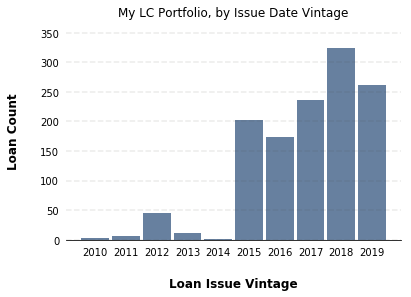 My LC Portfolio, by Issue Date Vintage
350
300
250
200
150
100
50
0
Loan Count
2010 2011 2012 2013 2014 2015 2016 2017 2018 2019
Loan Issue Vintage